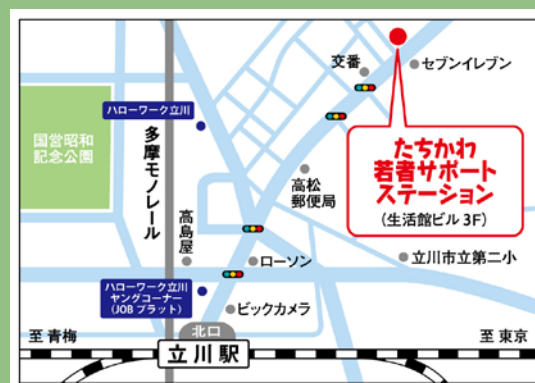 交番
セブンイレブン
ハローワーク立川
国営昭和
記念公園
多摩モノレール
たちかわ
若者サポート
ステーション
(生活館ビル 3F)
高松
郵便局
高島屋
ローソン
立川市立第二小
ハローワーク立川
ヤングコーナー
(JOBプラット)
ビックカメラ
北口
至 青梅
立川駅
至 東京